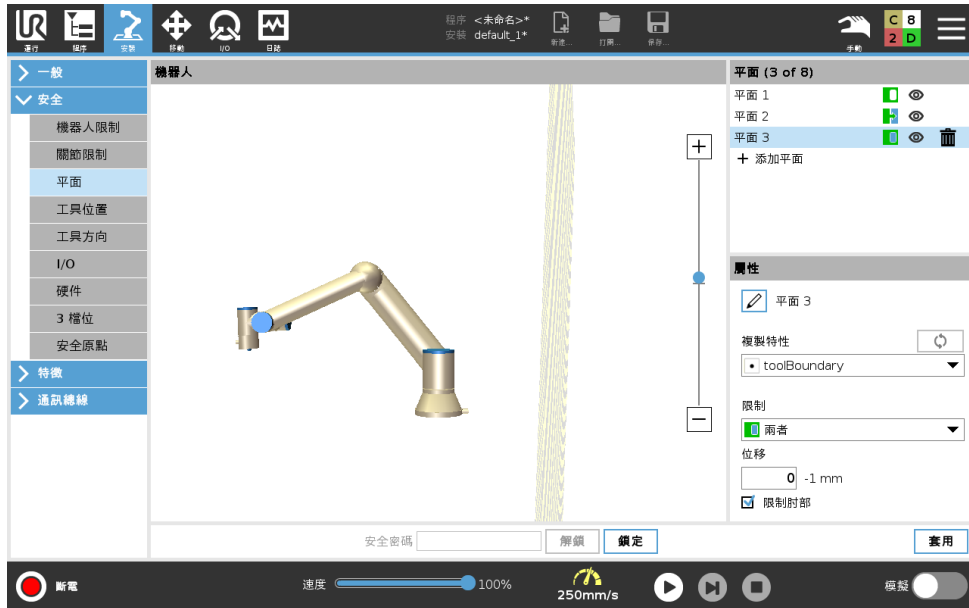 UR
運行
程序
安裝
移動
I/O
日誌
程序 <未命名>*
安裝 default_1*
新建...
打開...
保存...
手動
C 8
2 D
一般
安全
機器人限制
關節限制
平面
工具位置
工具方向
I/O
硬件
3 檔位
安全原點
特徵
通訊總線
機器人
平面 (3 of 8)
平面 1
平面 2
平面 3
添加平面
屬性
平面 3
複製特性
toolBoundary
限制
兩者
位移
0 -1 mm
限制肘部
安全密碼
解鎖
鎖定
套用
斷電
速度
100%
250mm/s
模擬